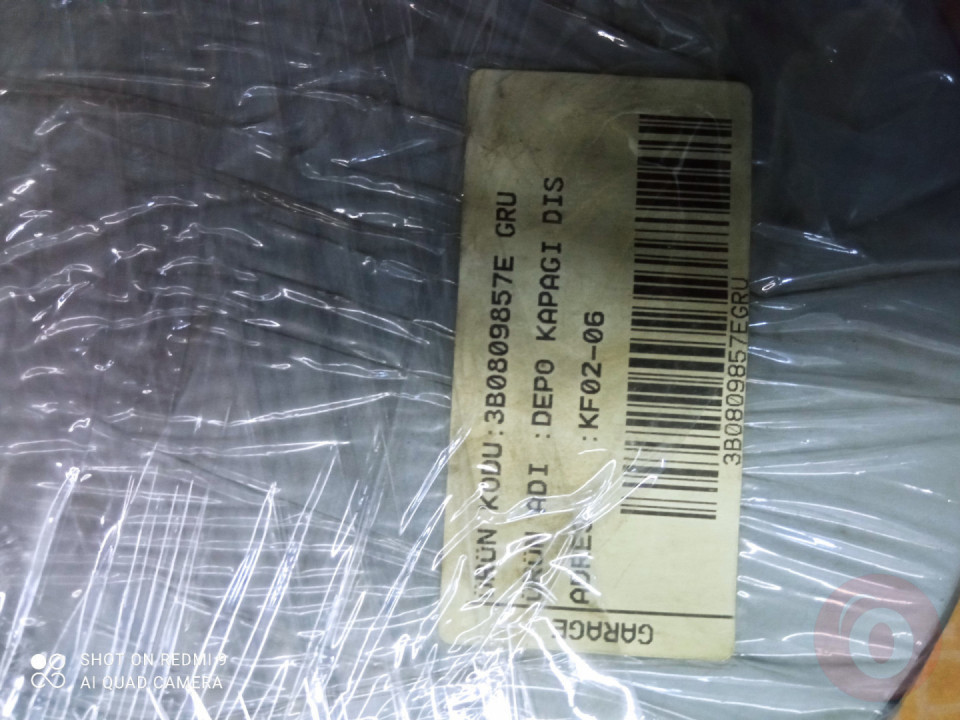 ÜRÜN KODU :3B0809857E GRU
ÜRÜN ADI :DEPO KAPAGI DIS
ADRES :KF02-06
3B0809857EGRU
GARAGE
SHOT ON REDMI 9
AI QUAD CAMERA